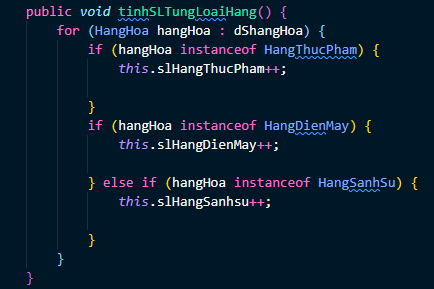 public void tinhSLTungLoaiHang() {
for (HangHoa hangHoa : dShangHoa) {
if (hangHoa instanceof HangThucPham) {
this.slHangThucPham++;
}
if (hangHoa instanceof HangDienMay) {
this.slHangDienMay++;
} else if (hangHoa instanceof HangSanhSu) {
this.slHangSanhsu++;
}
}
}